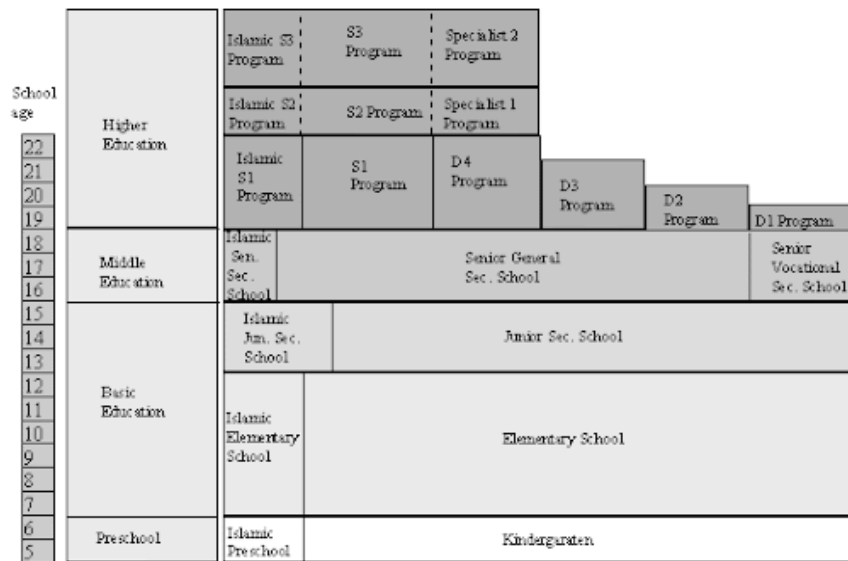 Islamic S3
Program
S3
Program
Specialist 2
Program
School
age
Higher
Education
Islamic S2
Program
S2 Program
Specialist 1
Program
22
21
20
19
Islamic
S1
Program
S1
Program
D4
Program
D3
Program
D2
Program
D1 Program
18
17
16
Middle
Education
Islamic
Sen.
Sec.
School
Senior General
Sec. School
Senior
Vocational
Sec. School
15
14
13
Islamic
Jun. Sec.
School
Junior Sec. School
12
11
10
9
8
7
Basic
Education
Islamic
Elementary
School
Elementary School
6
5
Preschool
Islamic
Preschool
Kindergaraten